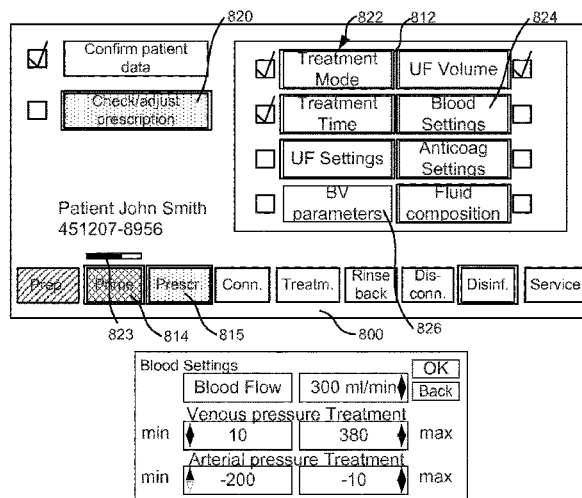 820
822
812
824
Confirm patient
data
Check/adjust
prescription
Treatment
Mode
UF Volume
Treatment
Time
Blood
Settings
UF Settings
Anticoag
Settings
BV
parameters
Fluid
composition
Patient John Smith
451207-8956
Prep.
Prime
Prescr.
Conn.
Treatm.
Rinse
back
Dis-
conn.
Disinf.
Service
823
814
815
800
826
Blood Settings
OK
Blood Flow
300 ml/min
Back
Venous pressure Treatment
min
10
380
max
Arterial pressure Treatment
min
-200
-10
max